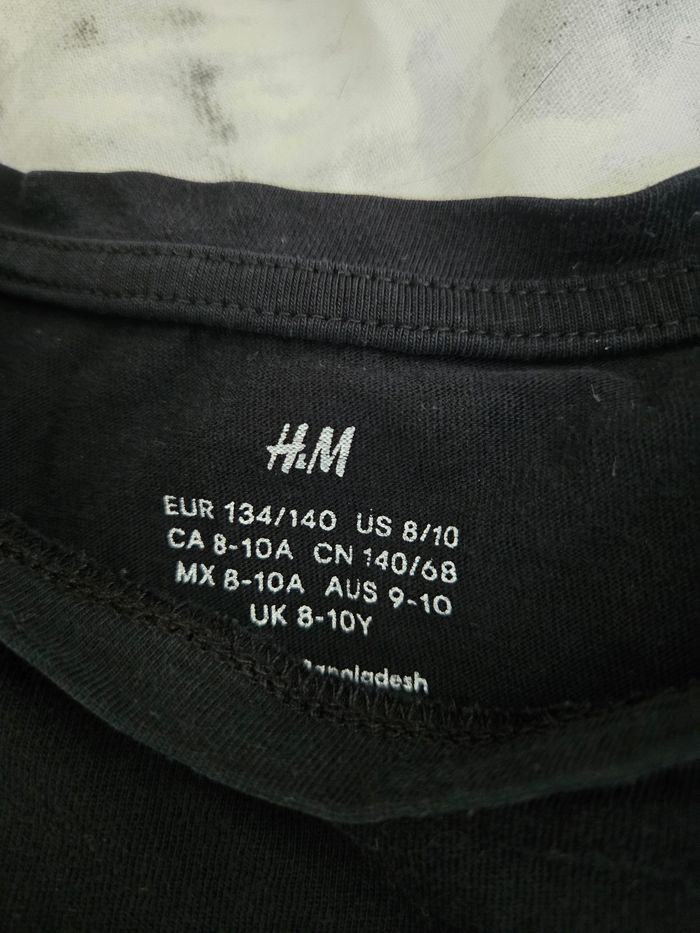 H&M
EUR 134/140 US 8/10
CA 8-10A CN 140/68
MX 8-10A AUS 9-10
UK 8-10Y
Bangladesh